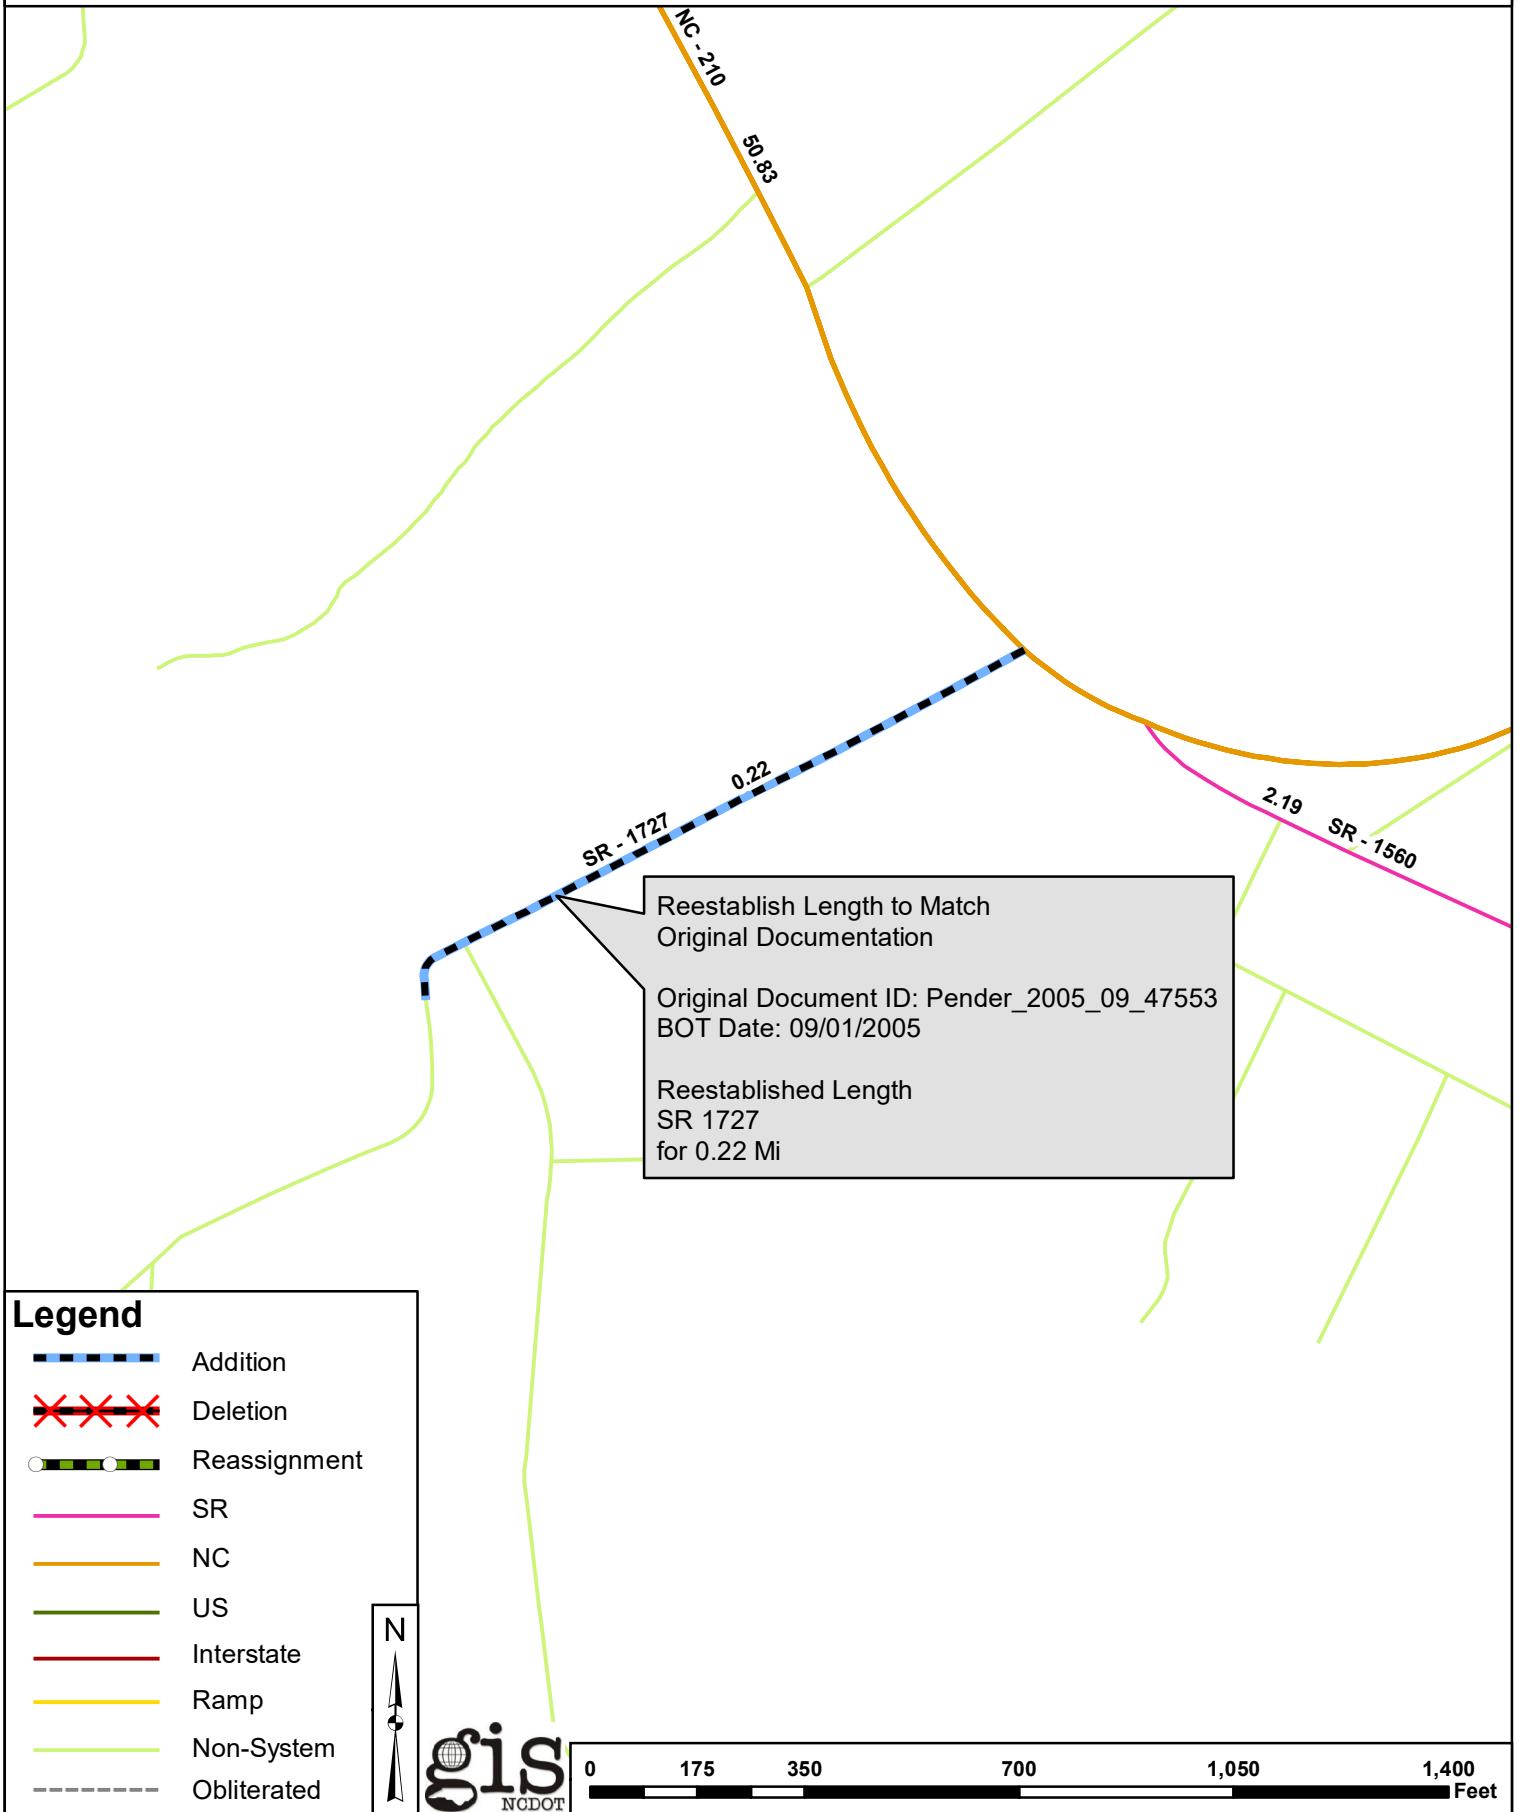 NC - 210
50.83
0.22
SR - 1727
2.19
SR - 1560
Reestablish Length to Match
Original Documentation
Original Document ID: Pender_2005_09_47553
BOT Date: 09/01/2005
Reestablished Length
SR 1727
for 0.22 Mi
Legend
Addition
Deletion
Reassignment
SR
NC
US
Interstate
Ramp
Non-System
Obliterated
N
gis
NCDOT
0 175 350 700 1,050 1,400
Feet